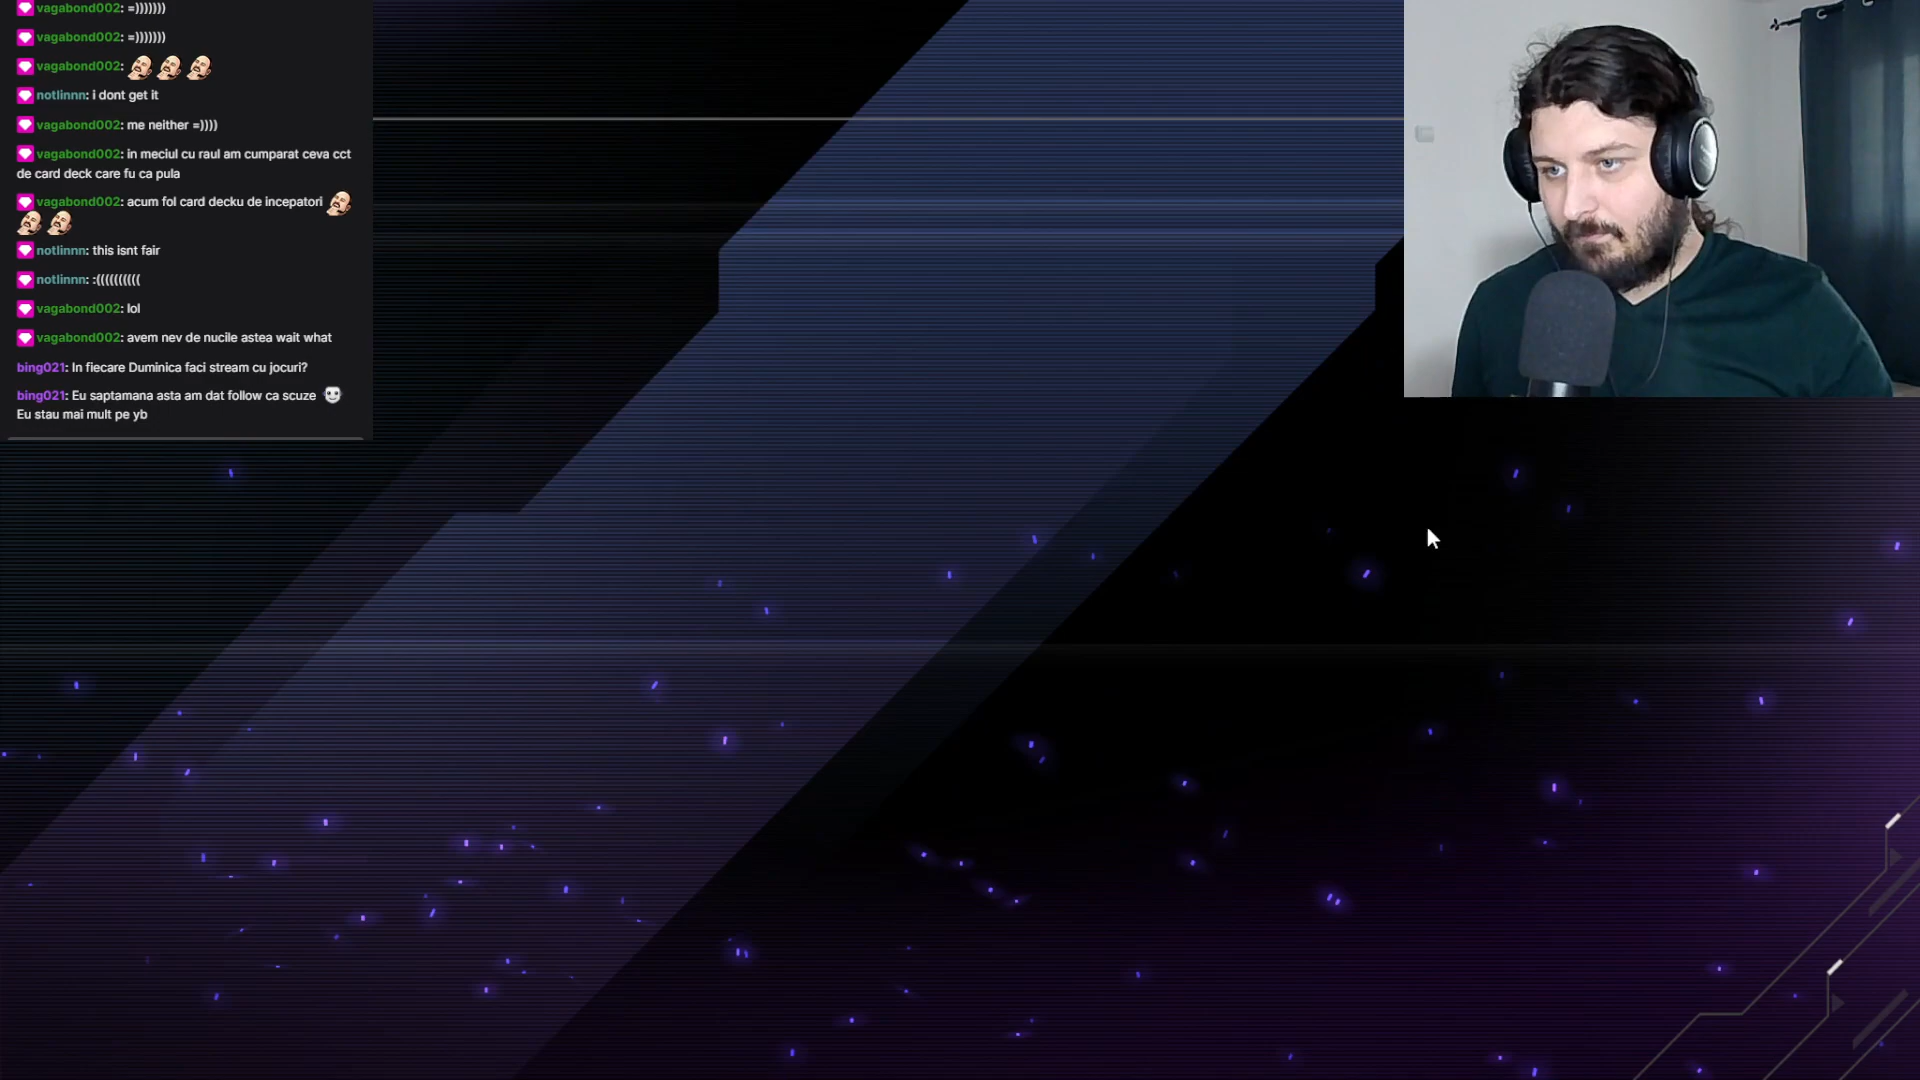 vagabond002: =)))))))
vagabond002: =)))))))
vagabond002:
notlinnn: i dont get it
vagabond002: me neither =))))
vagabond002: in meciul cu raul am cumparat ceva cct
de card deck care fu ca pula
vagabond002: acum fol card decku de incepatori
notlinnn: this isnt fair
notlinnn: :((((((((((
vagabond002: lol
vagabond002: avem nev de nucile astea wait what
bing021: In fiecare Duminica faci stream cu jocuri?
bing021: Eu saptamana asta am dat follow ca scuze
Eu stau mai mult pe yb